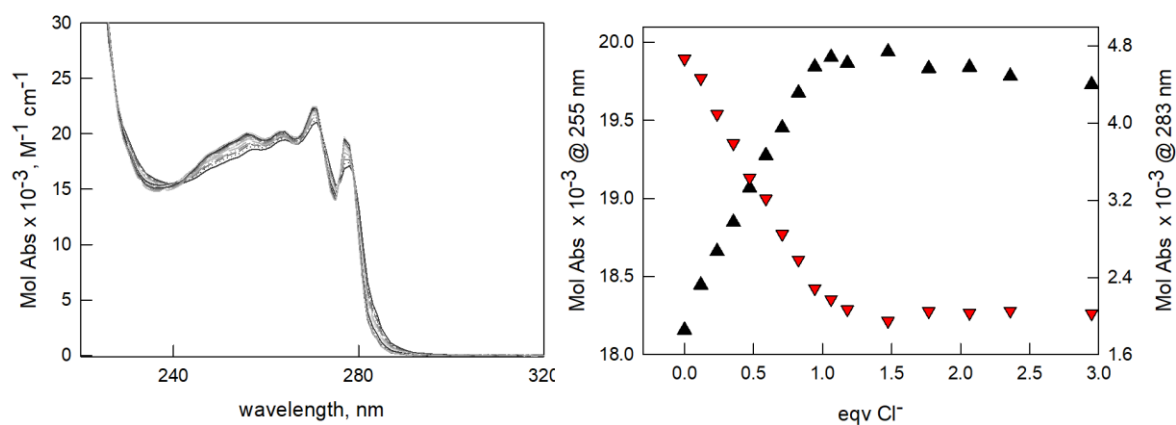 30
25
20
15
10
5
0
Mol Abs x 10⁻³, M⁻¹ cm⁻¹
240 280 320
wavelength, nm
20.0
19.5
19.0
18.5
18.0
Mol Abs x 10⁻³ @ 255 nm
4.8
4.0
3.2
2.4
1.6
Mol Abs x 10⁻³ @ 283 nm
0.0 0.5 1.0 1.5 2.0 2.5 3.0
eqv Cl⁻